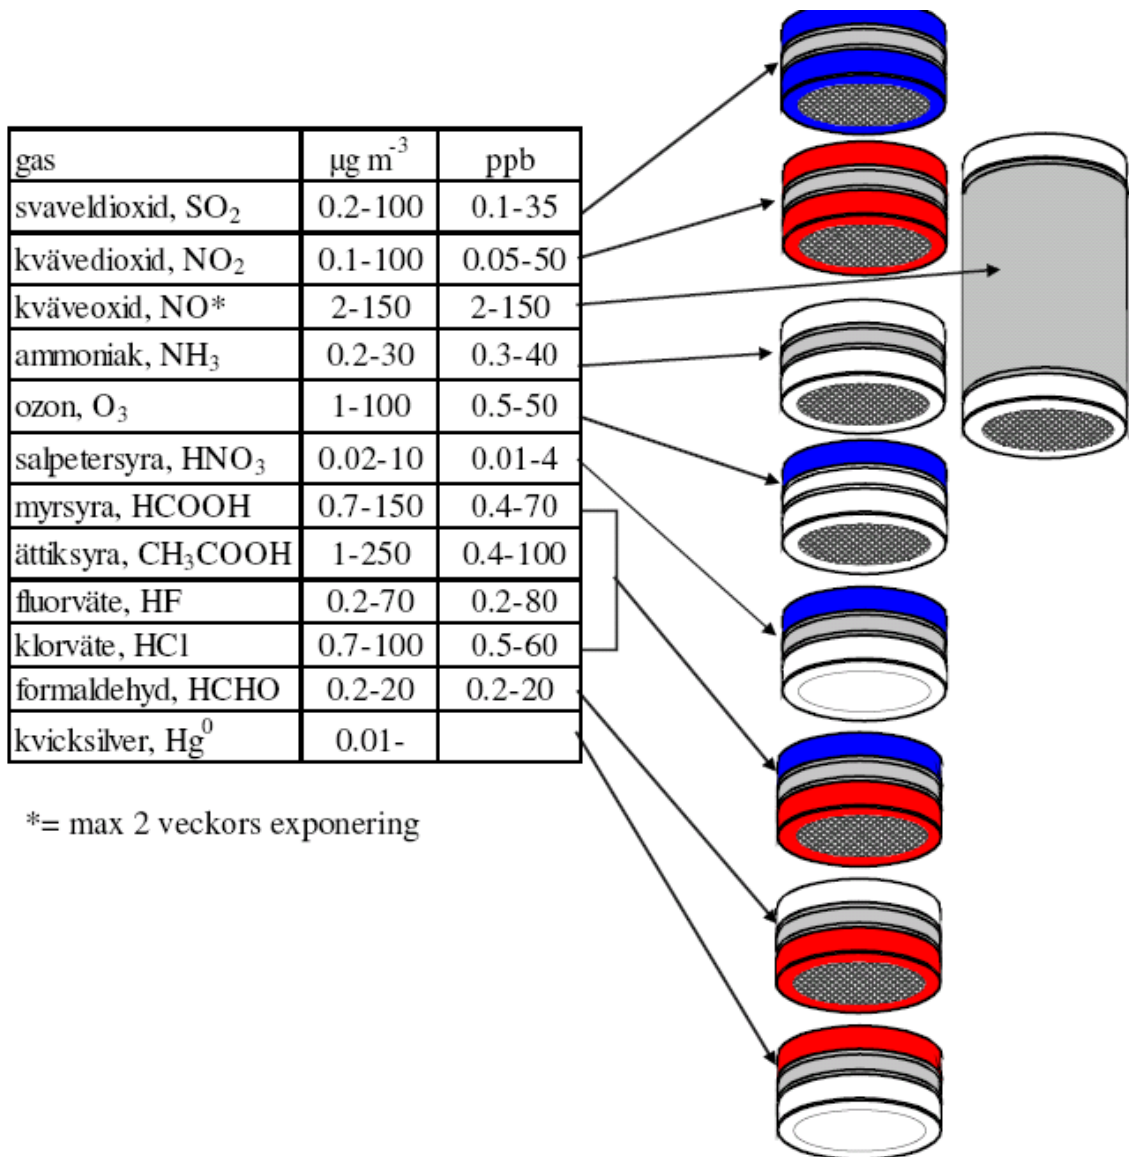 gas µg m⁻³ ppb
svaveldioxid, SO₂ 0.2-100 0.1-35
kvävedioxid, NO₂ 0.1-100 0.05-50
kväveoxid, NO* 2-150 2-150
ammoniak, NH₃ 0.2-30 0.3-40
ozon, O₃ 1-100 0.5-50
salpetersyra, HNO₃ 0.02-10 0.01-4
myrsyra, HCOOH 0.7-150 0.4-70
ättiksyra, CH₃COOH 1-250 0.4-100
fluorväte, HF 0.2-70 0.2-80
klorväte, HCl 0.7-100 0.5-60
formaldehyd, HCHO 0.2-20 0.2-20
kvicksilver, Hg⁰ 0.01-
*= max 2 veckors exponering